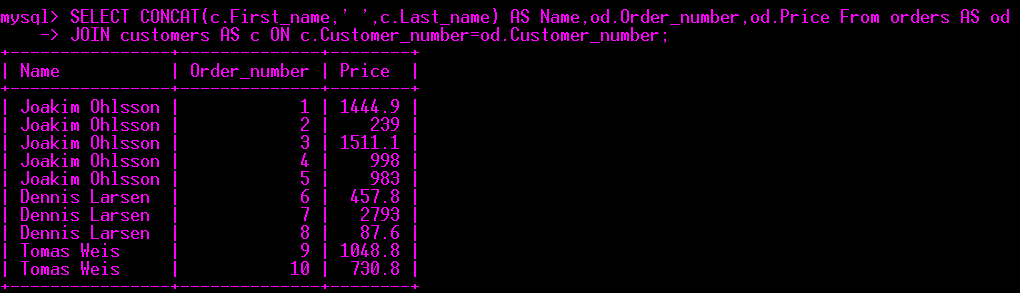 mysql> SELECT CONCAT(c.First_name,' ',c.Last_name) AS Name,od.Order_number,od.Price From orders AS od
    -> JOIN customers AS c ON c.Customer_number=od.Customer_number;
+----------------+--------------+--------+
| Name           | Order_number | Price  |
+----------------+--------------+--------+
| Joakim Ohlsson |            1 | 1444.9 |
| Joakim Ohlsson |            2 |    239 |
| Joakim Ohlsson |            3 | 1511.1 |
| Joakim Ohlsson |            4 |    998 |
| Joakim Ohlsson |            5 |    983 |
| Dennis Larsen  |            6 |  457.8 |
| Dennis Larsen  |            7 |   2793 |
| Dennis Larsen  |            8 |   87.6 |
| Tomas Weis     |            9 | 1048.8 |
| Tomas Weis     |           10 |  730.8 |
+----------------+--------------+--------+